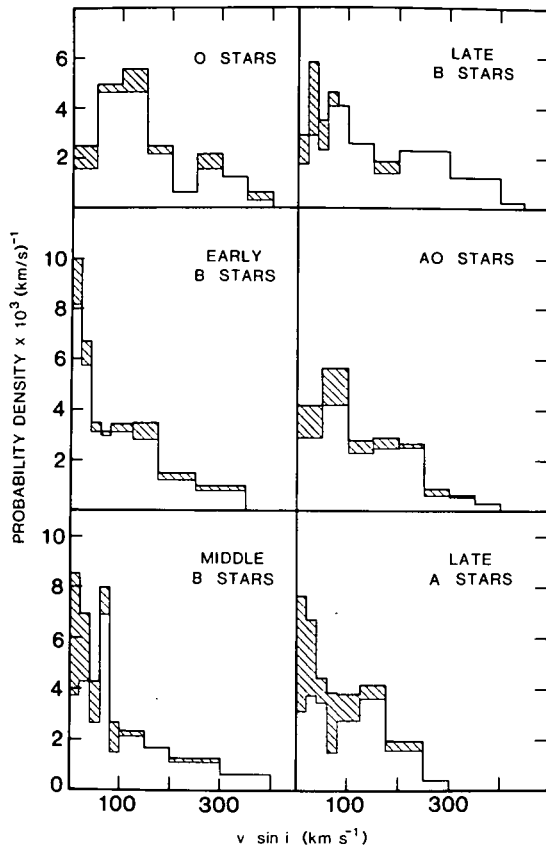 O STARS
LATE
B STARS
6
4
2
EARLY
B STARS
AO STARS
10
8
6
4
2
MIDDLE
B STARS
LATE
A STARS
10
8
6
4
2
0
100
300
100
300
PROBABILITY DENSITY × 10³ (km/s)⁻¹
v sin i (km s⁻¹)